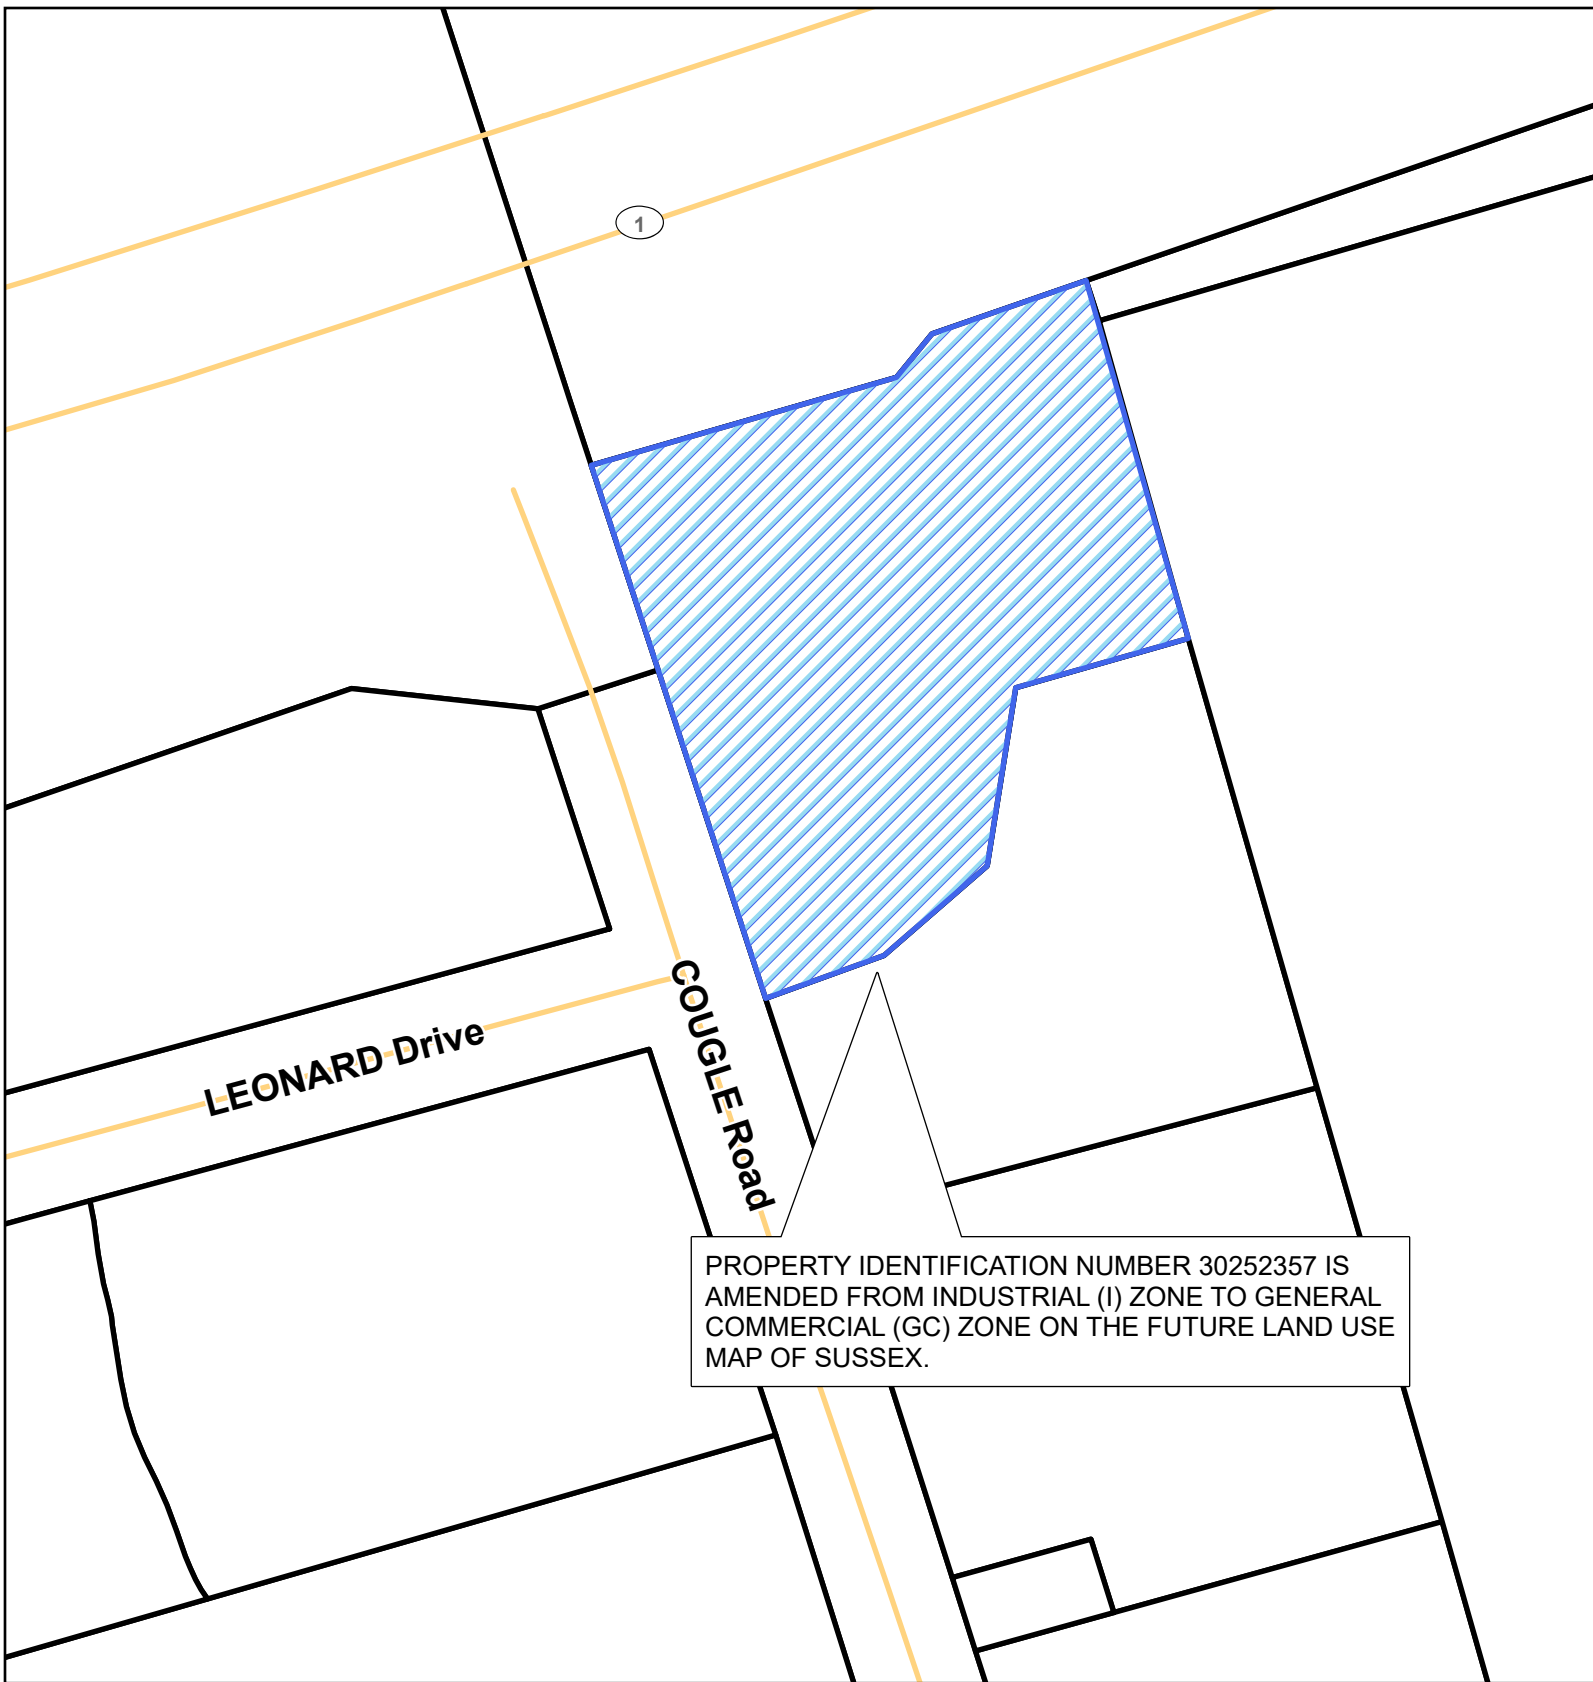 1
LEONARD Drive
COUGLE Road
PROPERTY IDENTIFICATION NUMBER 30252357 IS
AMENDED FROM INDUSTRIAL (I) ZONE TO GENERAL
COMMERCIAL (GC) ZONE ON THE FUTURE LAND USE
MAP OF SUSSEX.